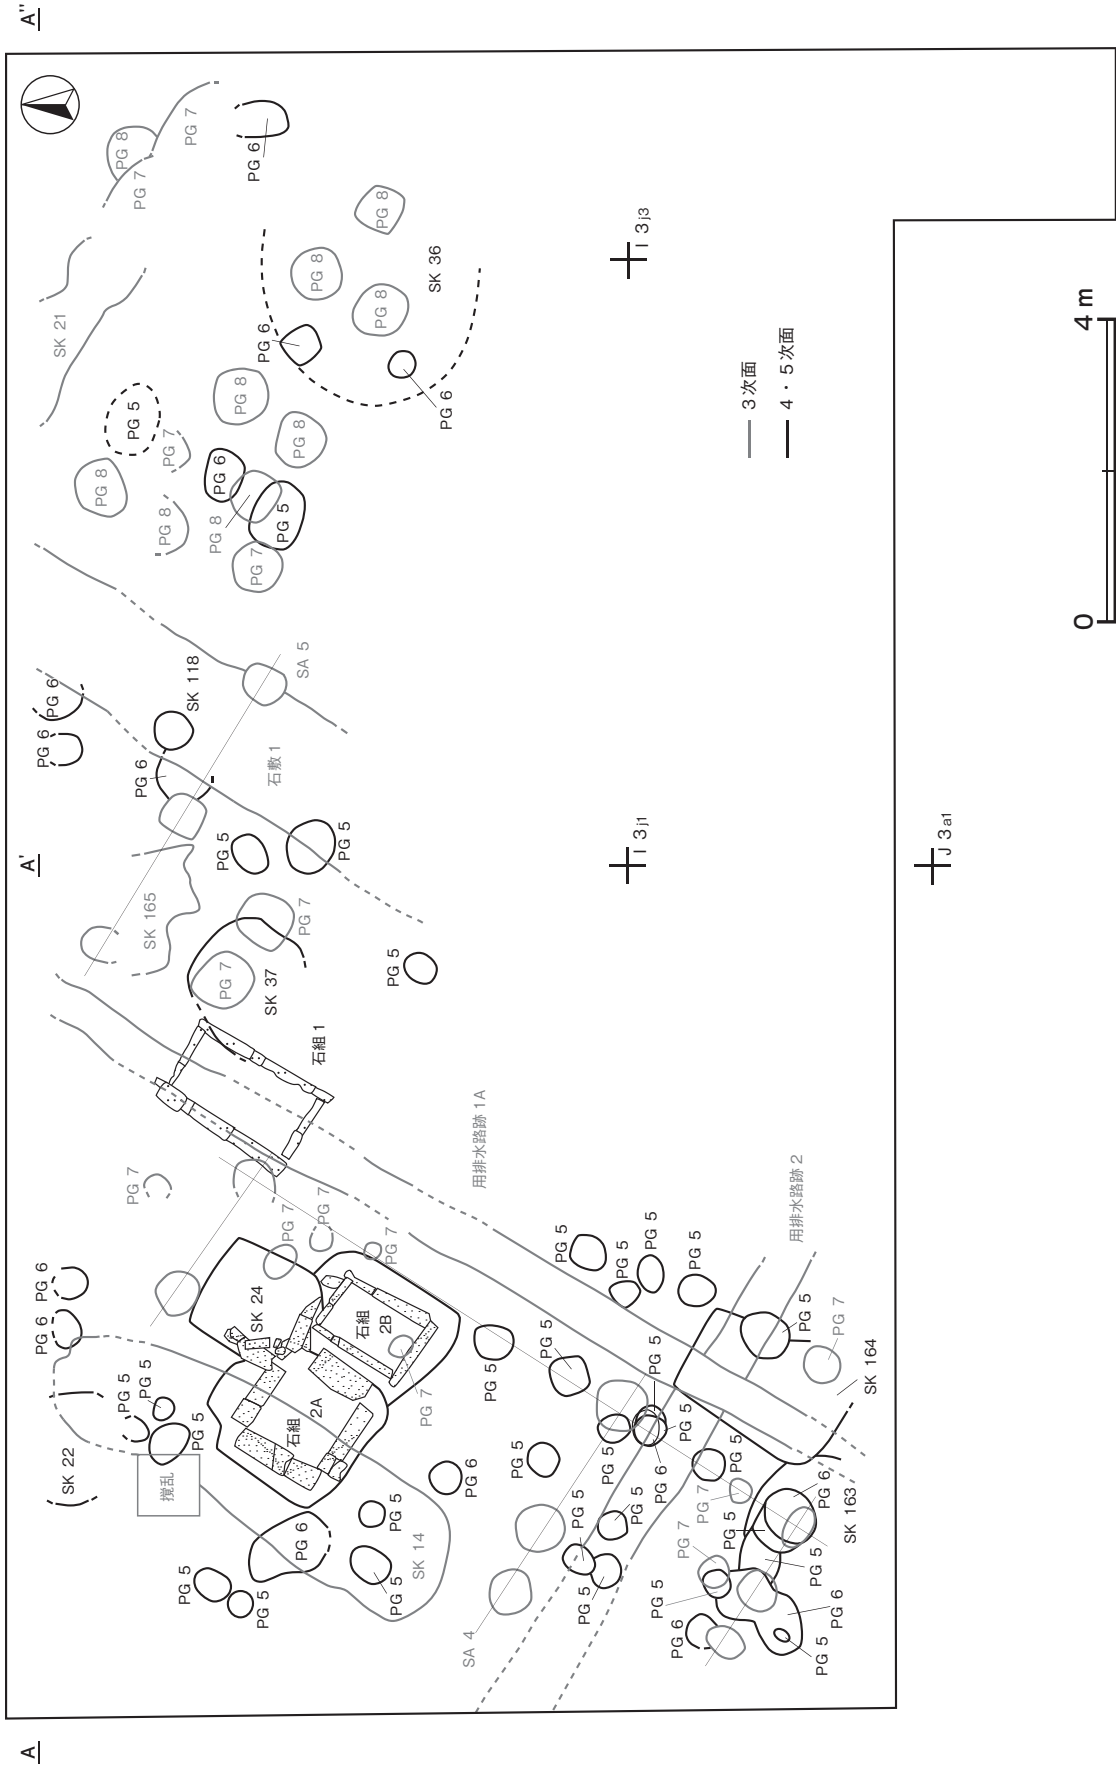 A"
PG 8
PG 7
PG 7
PG 6
PG 8
PG 8
PG 8
SK 36
I 3j3
SK 21
PG 6
PG 6
PG 5
PG 8
PG 7
PG 8
PG 8
PG 6
PG 8
PG 8
PG 5
PG 7
3次面
4・5次面
0
4m
PG 6
PG 6
SK 118
SA 5
PG 6
石敷1
PG 5
PG 5
A'
I 3j1
J 3a1
SK 165
PG 7
PG 7
SK 37
PG 5
石組1
用排水路跡1A
用排水路跡2
PG 7
PG 7
PG 7
PG 7
PG 6
PG 6
SK 24
石組
2B
石組
2A
PG 7
PG 5
PG 5
PG 5
PG 5
PG 5
PG 7
SK 164
PG 5
PG 5
PG 5
PG 5
PG 5
PG 5
SK 22
攪乱
PG 6
PG 5
PG 5
PG 5
PG 6
PG 5
PG 7
PG 5
PG 6
SK 163
PG 6
PG 5
SK 14
PG 5
PG 5
PG 5
PG 5
PG 5
PG 5
PG 7
PG 5
PG 5
SA 4
PG 6
PG 6
PG 5
A